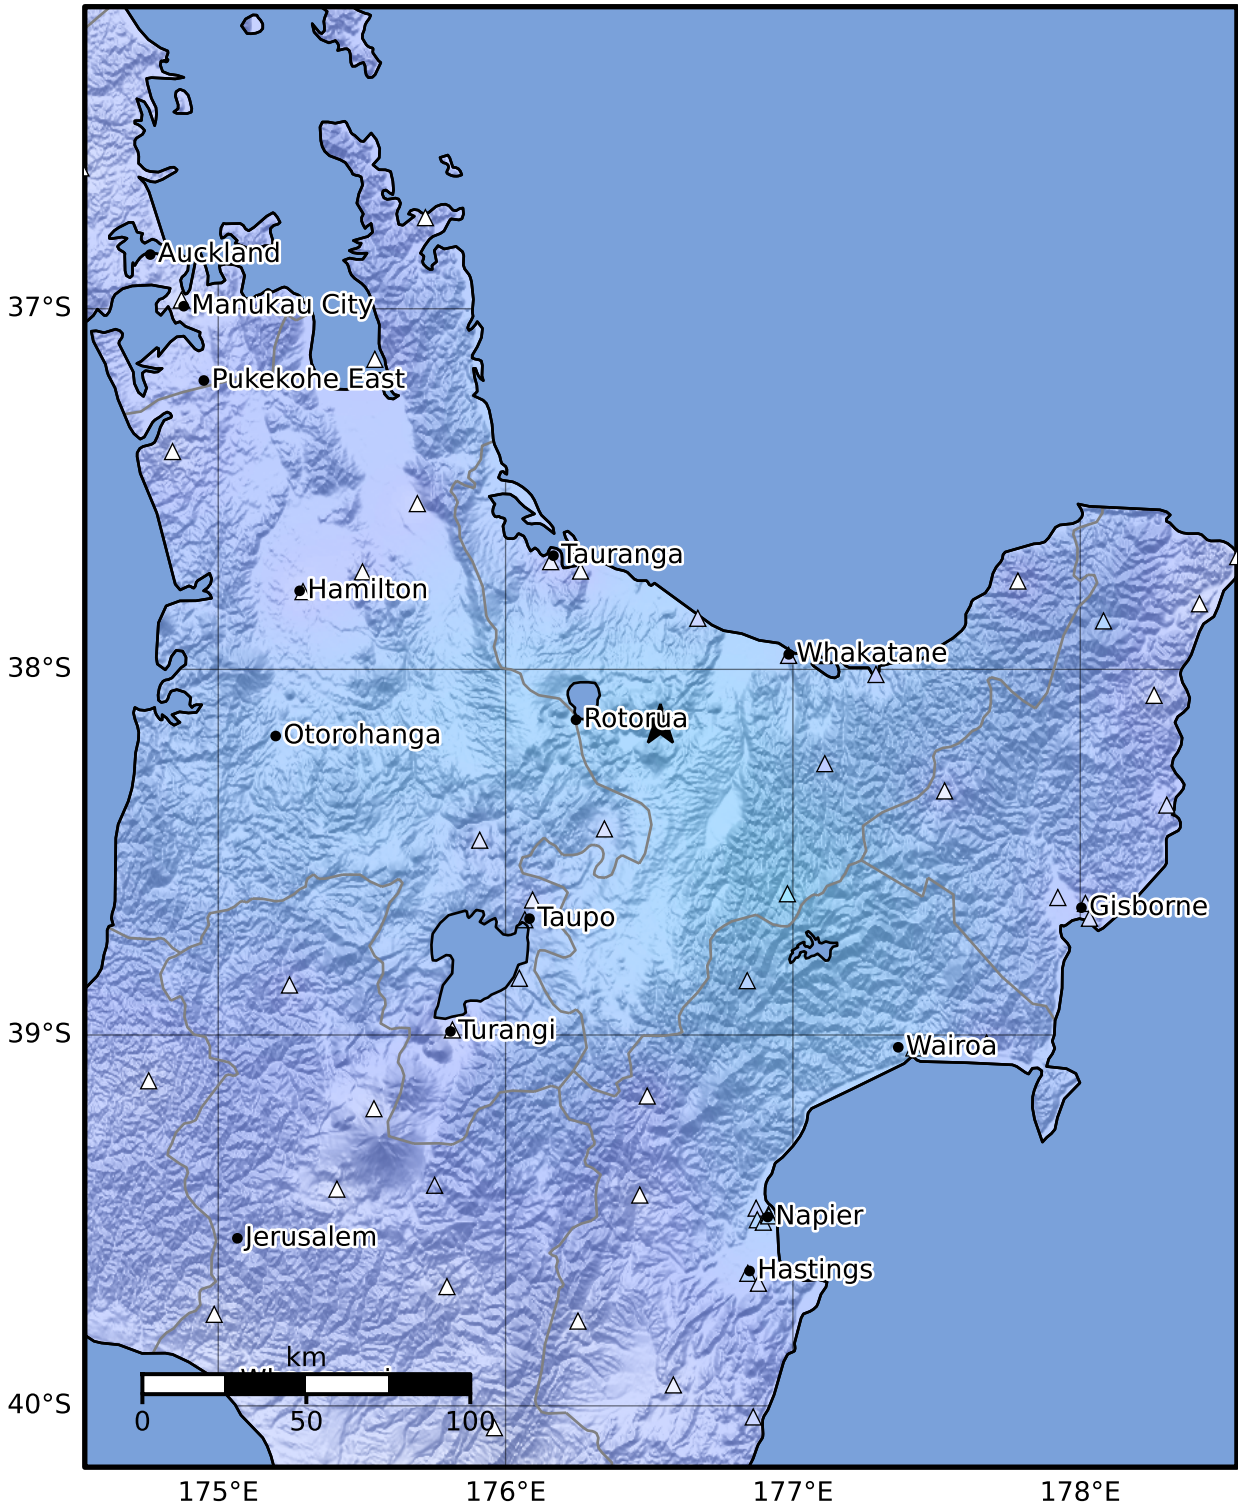 Auckland
37°S
Manukau City
Pukekohe East
Tauranga
Hamilton
Whakatane
38°S
Rotorua
Otorohanga
Gisborne
Taupo
39°S
Turangi
Wairoa
Napier
Jerusalem
Hastings
km
0 50 100
40°S
175°E 176°E 177°E 178°E